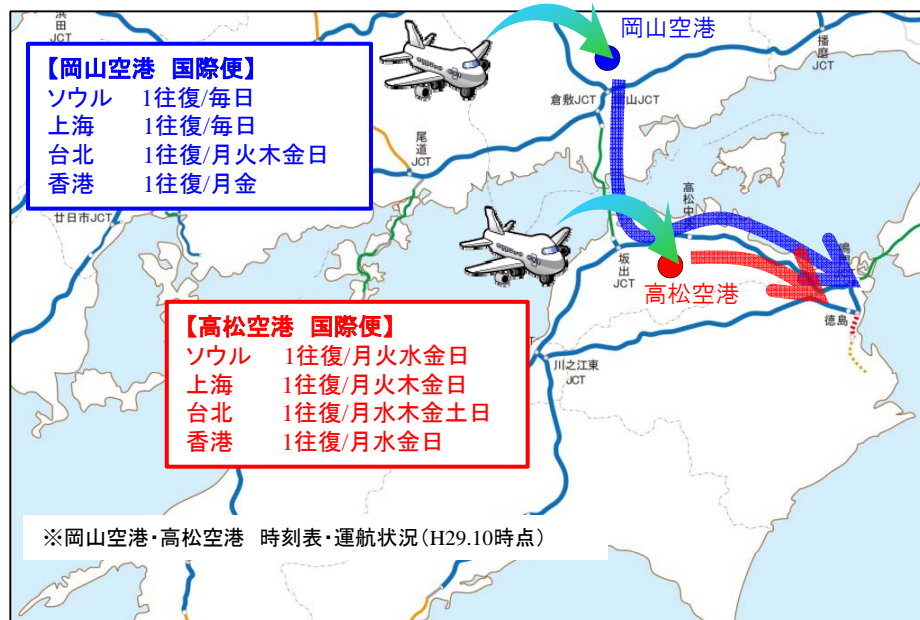 浜田
JCT
岡山空港
播磨JCT
【岡山空港 国際便】
ソウル 1往復/毎日
上海 1往復/毎日
台北 1往復/月火木金日
香港 1往復/月金
倉敷JCT
山JCT
尾道
JCT
廿日市JCT
高松中
坂出
JCT
高松空港
徳島
【高松空港 国際便】
ソウル 1往復/月火水金日
上海 1往復/月火木金日
台北 1往復/月水木金土日
香港 1往復/月水金日
川之江東
JCT
※岡山空港・高松空港 時刻表・運航状況(H29.10時点)